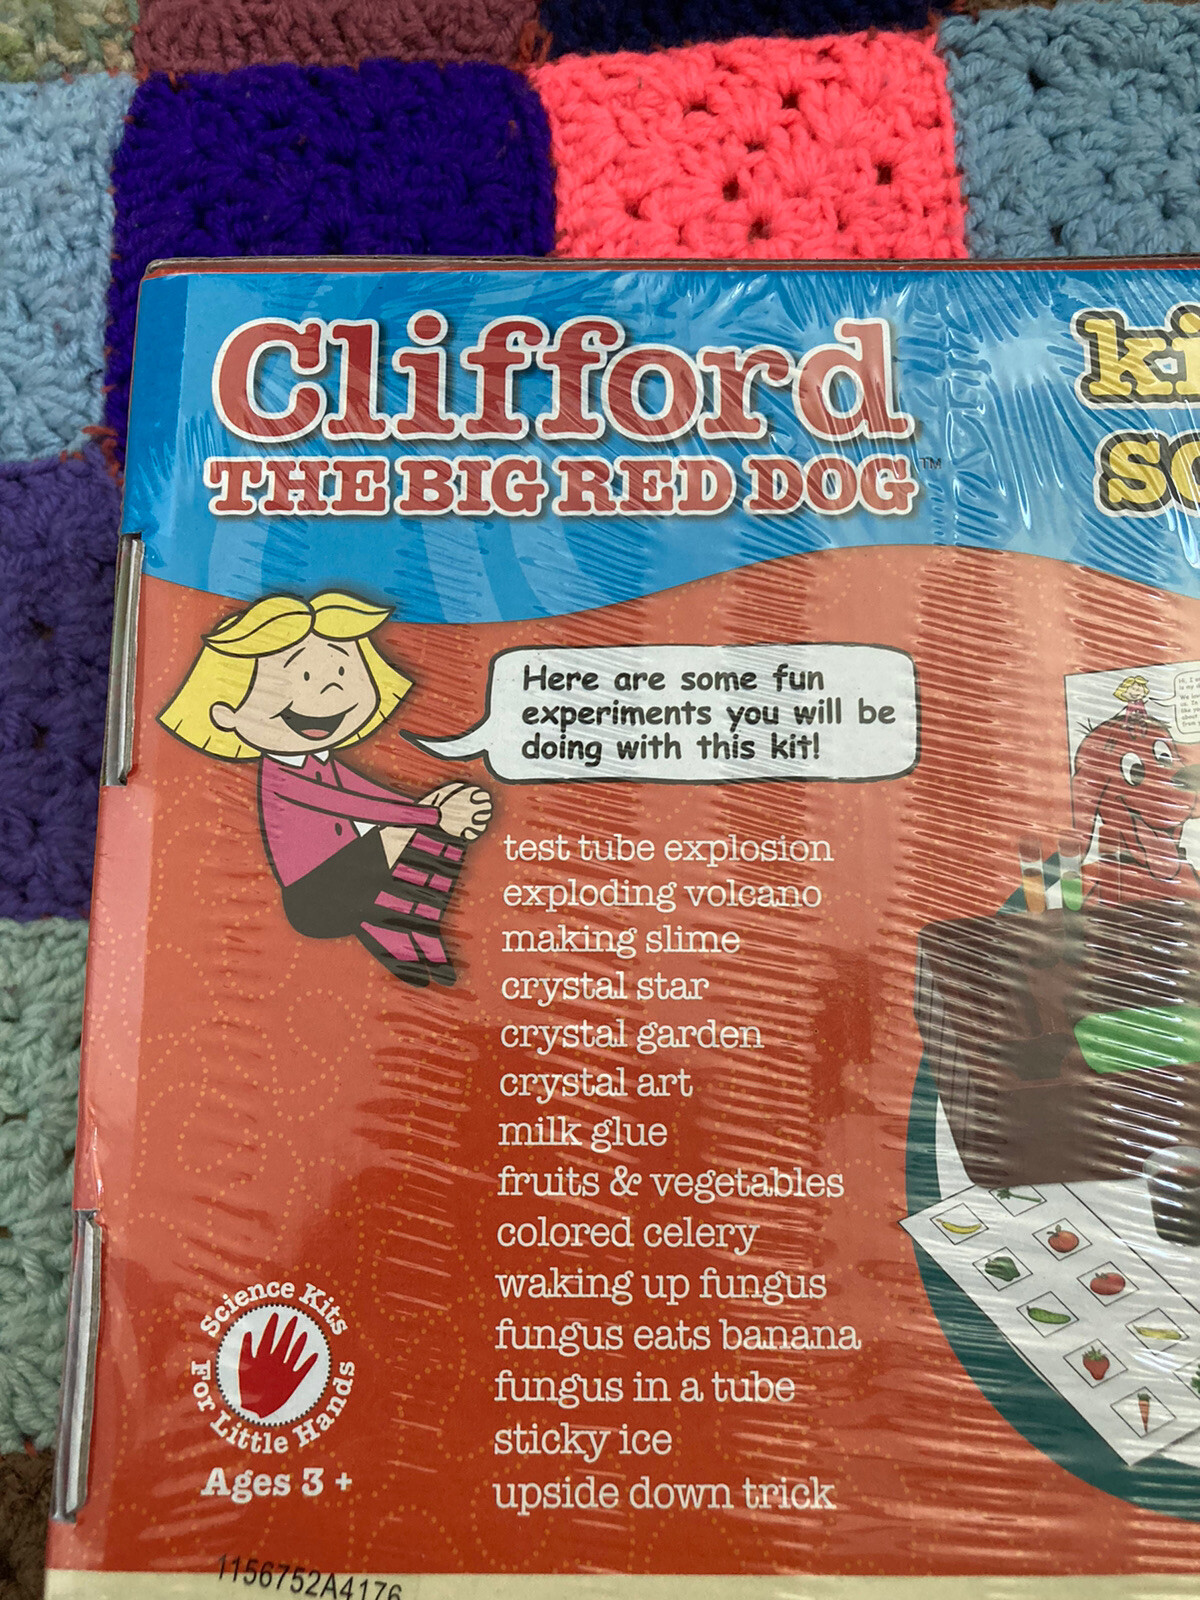 Clifford
THE BIG RED DOG™
ki
sc
Here are some fun
experiments you will be
doing with this kit!
test tube explosion
exploding volcano
making slime
crystal star
crystal garden
crystal art
milk glue
fruits & vegetables
colored celery
waking up fungus
fungus eats banana
fungus in a tube
sticky ice
upside down trick
Science Kits
For Little Hands
Ages 3 +
1156752A4176